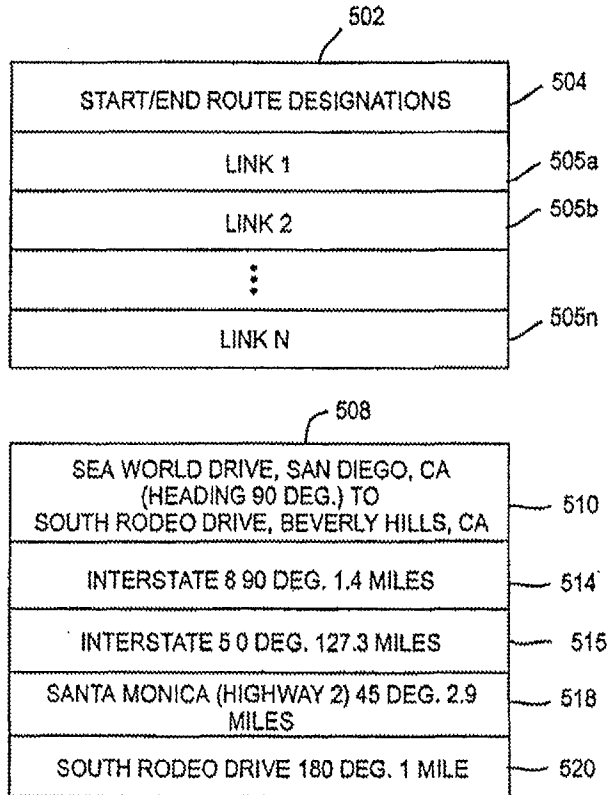 502
START/END ROUTE DESIGNATIONS
504
LINK 1
505a
LINK 2
505b
LINK N
505n
508
SEA WORLD DRIVE, SAN DIEGO, CA
(HEADING 90 DEG.) TO
SOUTH RODEO DRIVE, BEVERLY HILLS, CA
510
INTERSTATE 8 90 DEG. 1.4 MILES
514
INTERSTATE 5 0 DEG. 127.3 MILES
515
SANTA MONICA (HIGHWAY 2) 45 DEG. 2.9
MILES
518
SOUTH RODEO DRIVE 180 DEG. 1 MILE
520